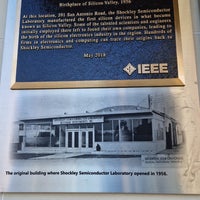 Birthplace of Silicon Valley, 1956
At this location, 391 San Antonio Road, the Shockley Semiconductor
Laboratory manufactured the first silicon devices in what became
known as Silicon Valley. Some of the talented scientists and engineers
initially employed there left to found their own companies, leading to
the birth of the silicon electronics industry in the region. Hundreds of
firms in electronics and computing can trace their origins back to
Shockley Semiconductor.
May 2018
IEEE
The original building where Shockley Semiconductor Laboratory opened in 1956.